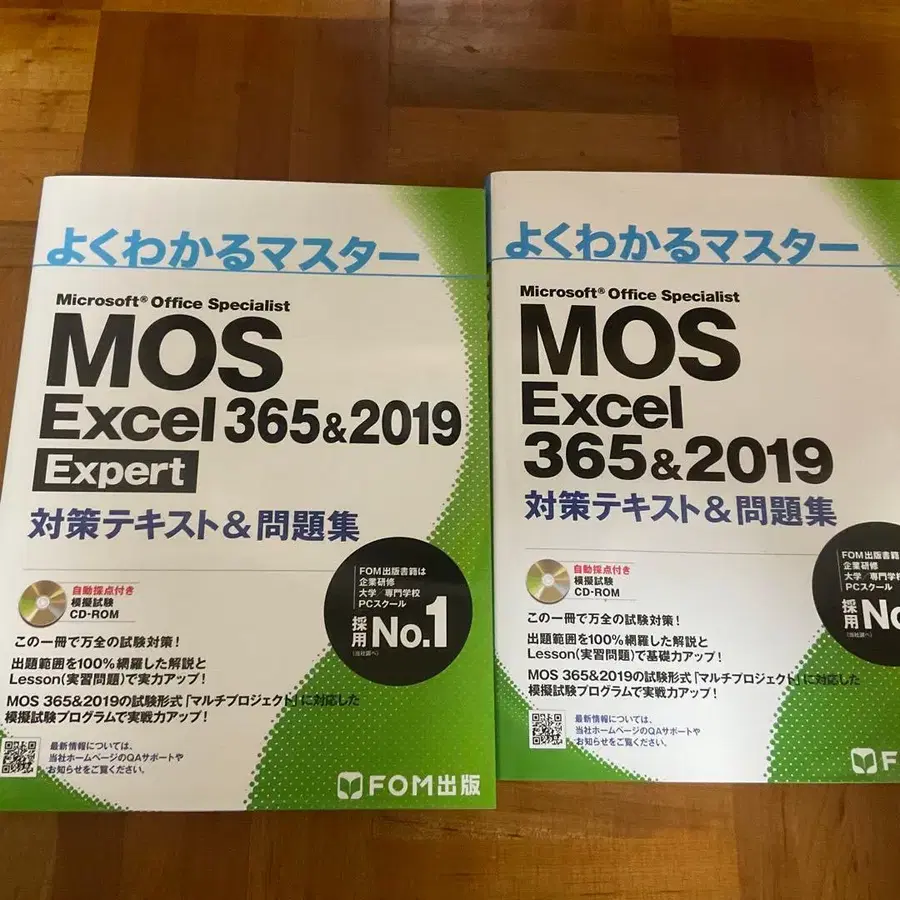 よくわかるマスター
Microsoft® Office Specialist
MOS
Excel 365&2019
Expert
対策テキスト&問題集
自動採点付き
模擬試験
CD-ROM
FOM出版書籍は
企業研修
大学/専門学校
PCスクール
採用No.1
(当社調べ)
この一冊で万全の試験対策!
出題範囲を100%網羅した解説と
Lesson(実習問題)で実力アップ!
MOS 365&2019の試験形式「マルチプロジェクト」に対応した
模擬試験プログラムで実戦力アップ!
最新情報については、
当社ホームページのQAサポートや
お知らせをご覧ください。
FOM出版
よくわかるマスター
Microsoft® Office Specialist
MOS
Excel
365&2019
対策テキスト&問題集
自動採点付き
模擬試験
CD-ROM
FOM出版書籍
企業研修
大学/専門学校
PCスクール
採用No
(当社調べ)
この一冊で万全の試験対策!
出題範囲を100%網羅した解説と
Lesson(実習問題)で基礎力アップ!
MOS 365&2019の試験形式「マルチプロジェクト」に対応した
模擬試験プログラムで実戦力アップ!
最新情報については、
当社ホームページのQAサポートや
お知らせをご覧ください。
F